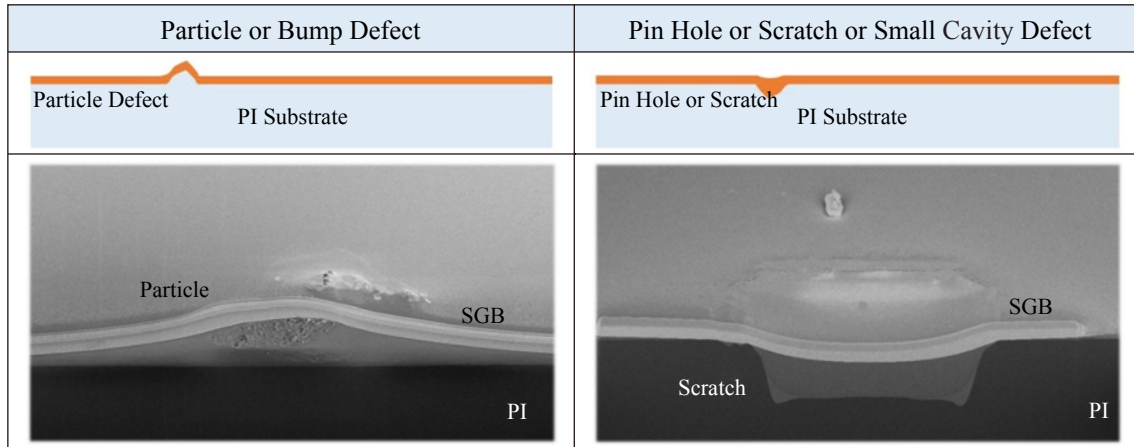 Particle or Bump Defect
Pin Hole or Scratch or Small Cavity Defect
Particle Defect
PI Substrate
Pin Hole or Scratch
PI Substrate
Particle
SGB
PI
SGB
Scratch
PI